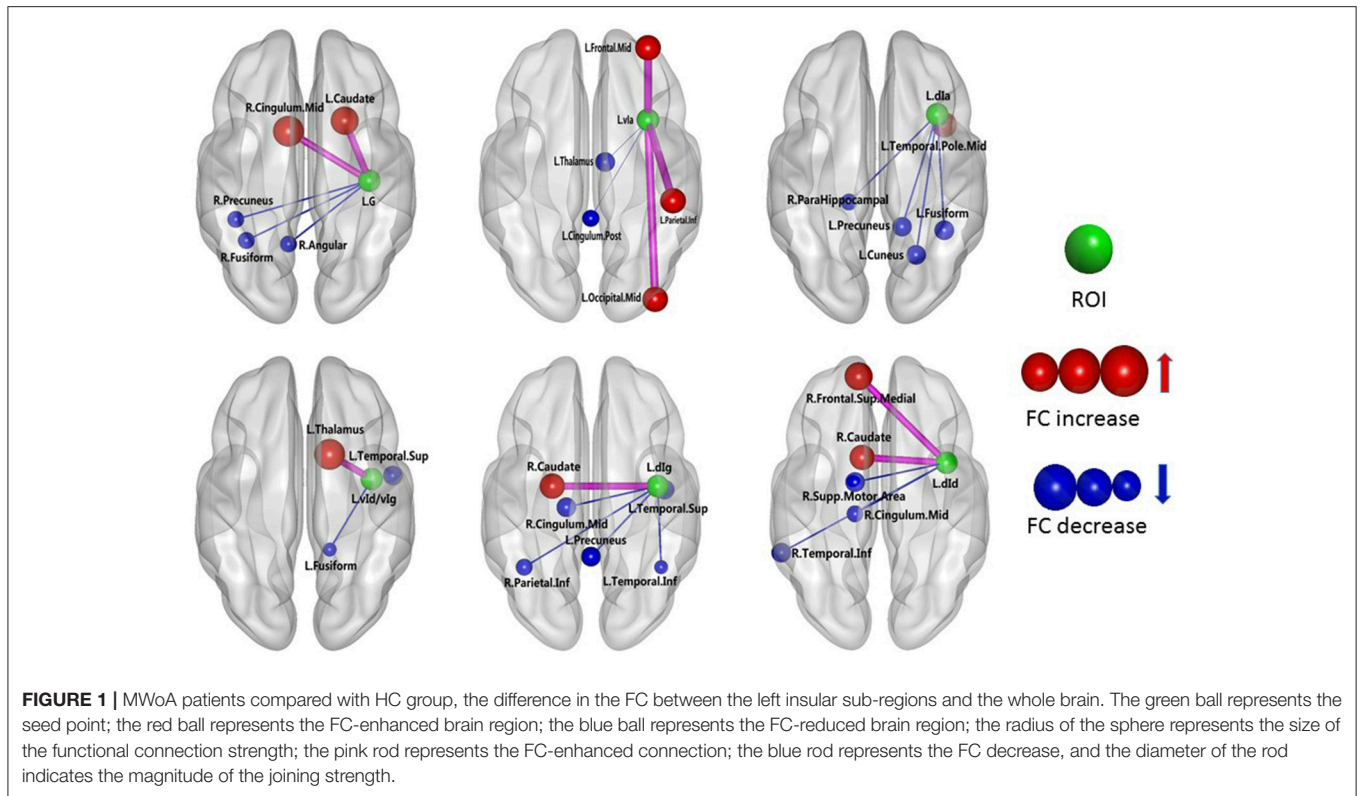 R.Cingulum.Mid
L.Caudate
LG
R.Precuneus
R.Fusiform
R.Angular
L.Frontal.Mid
L.vIa
L.Thalamus
L.Parietal.Inf
L.Cingulum.Post
L.Occipital.Mid
L.dIa
L.Temporal.Pole.Mid
R.ParaHippocampal
L.Fusiform
L.Precuneus
L.Cuneus
ROI
FC increase
FC decrease
L.Thalamus
L.Temporal.Sup
L.vId/vIg
L.Fusiform
R.Caudate
L.dIg
L.Temporal.Sup
R.Cingulum.Mid
L.Precuneus
R.Parietal.Inf
L.Temporal.Inf
R.Frontal.Sup.Medial
R.Caudate
L.dId
R.Supp.Motor.Area
R.Cingulum.Mid
R.Temporal.Inf
FIGURE 1 | MWoA patients compared with HC group, the difference in the FC between the left insular sub-regions and the whole brain. The green ball represents the
seed point; the red ball represents the FC-enhanced brain region; the blue ball represents the FC-reduced brain region; the radius of the sphere represents the size of
the functional connection strength; the pink rod represents the FC-enhanced connection; the blue rod represents the FC decrease, and the diameter of the rod
indicates the magnitude of the joining strength.